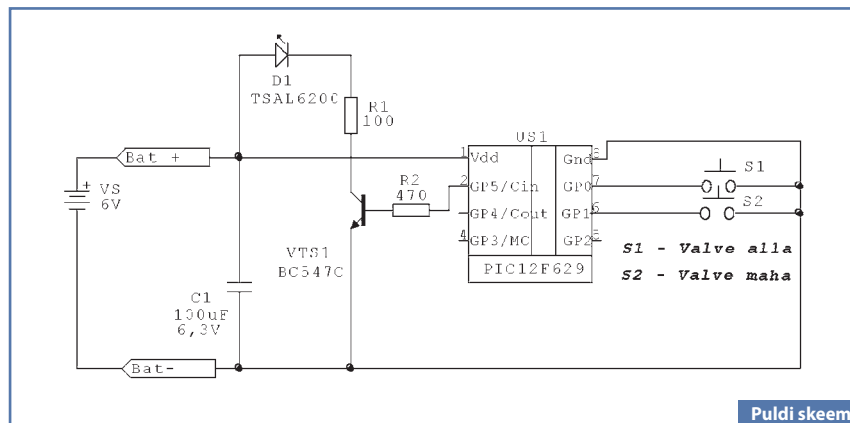 D1
TSAL6200
R1
100
US1
Bat +
1
Vdd
Gnd
8
S1
VS
6V
+
R2
470
2
GP5/Cin
GP0
7
S2
GP4/Cout
GP1
6
4
GP3/MC
GP2
5
S1 - Valve alla
S2 - Valve maha
VTS1
BC547C
PIC12F629
C1
100uF
6,3V
Bat-
Puldi skeem